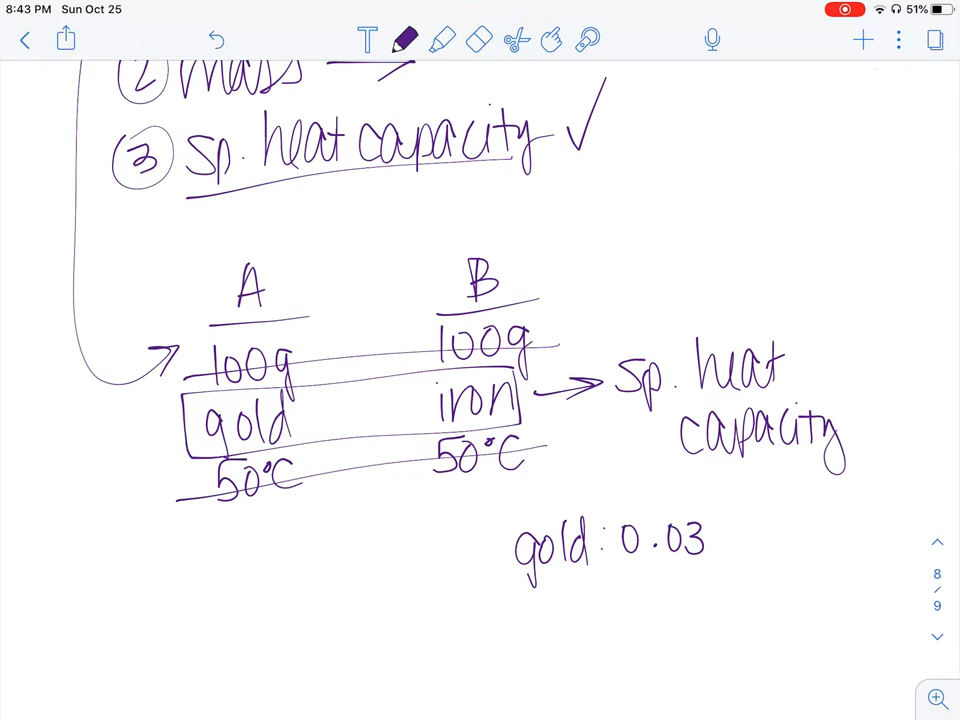 8:43 PM Sun Oct 25
51%
T
② mass
③ sp. heat capacity ✓
A B
100g 100g
gold iron → sp. heat
capacity
50°C 50°C
gold: 0.03
8
/
9